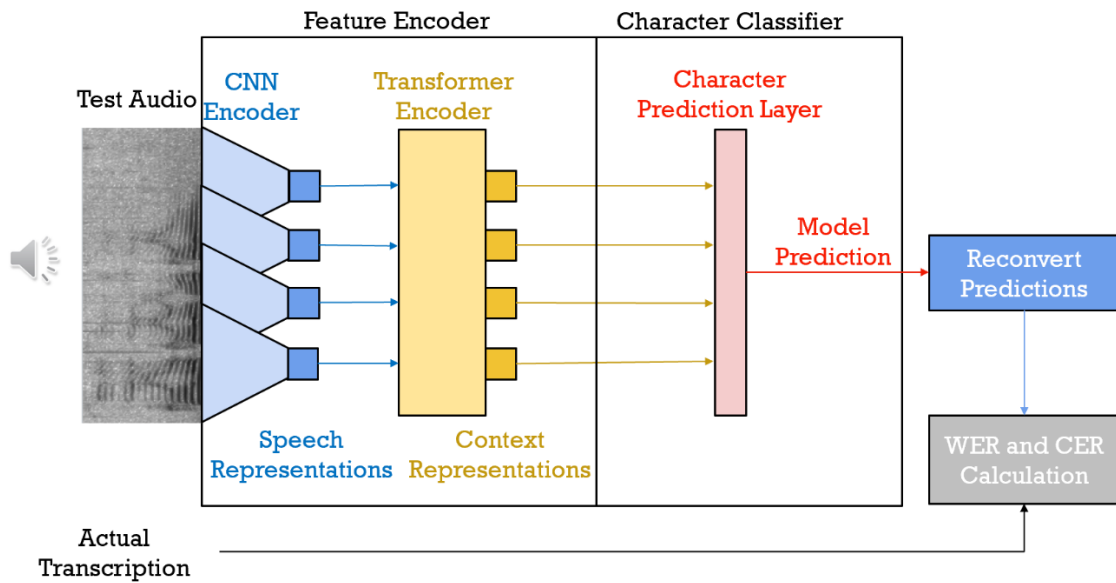 Feature Encoder
Character Classifier
Test Audio
CNN
Encoder
Transformer
Encoder
Character
Prediction Layer
Model
Prediction
Reconvert
Predictions
Speech
Representations
Context
Representations
WER and CER
Calculation
Actual
Transcription